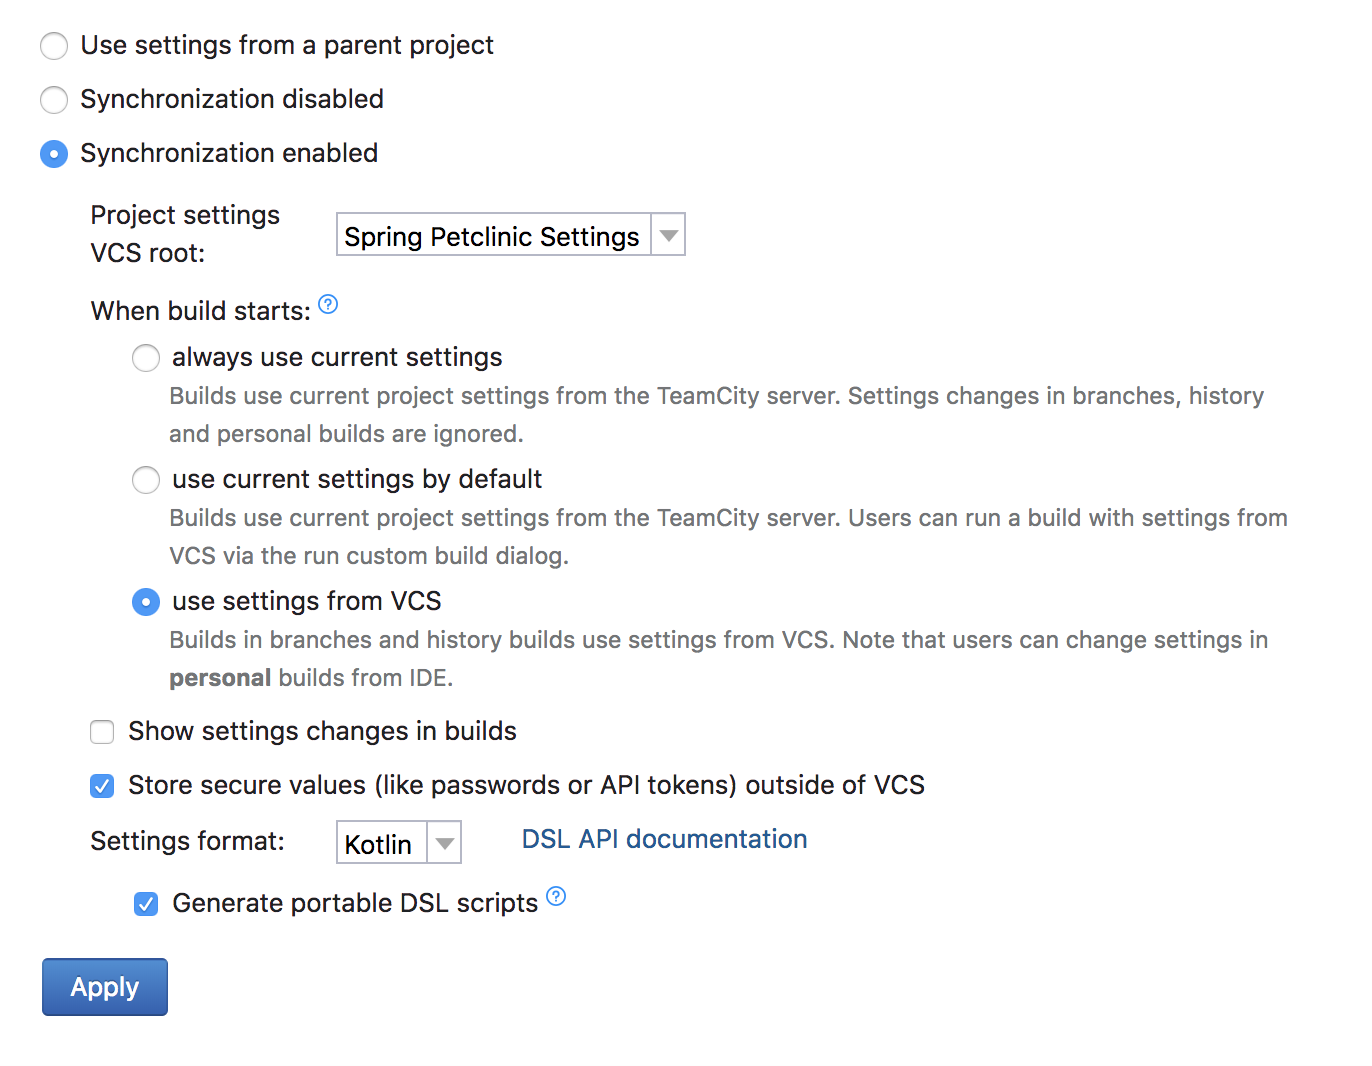 Use settings from a parent project
Synchronization disabled
Synchronization enabled
Project settings
VCS root:
Spring Petclinic Settings
When build starts: ?
always use current settings
Builds use current project settings from the TeamCity server. Settings changes in branches, history
and personal builds are ignored.
use current settings by default
Builds use current project settings from the TeamCity server. Users can run a build with settings from
VCS via the run custom build dialog.
use settings from VCS
Builds in branches and history builds use settings from VCS. Note that users can change settings in
personal builds from IDE.
Show settings changes in builds
Store secure values (like passwords or API tokens) outside of VCS
Settings format: Kotlin DSL API documentation
Generate portable DSL scripts ?
Apply